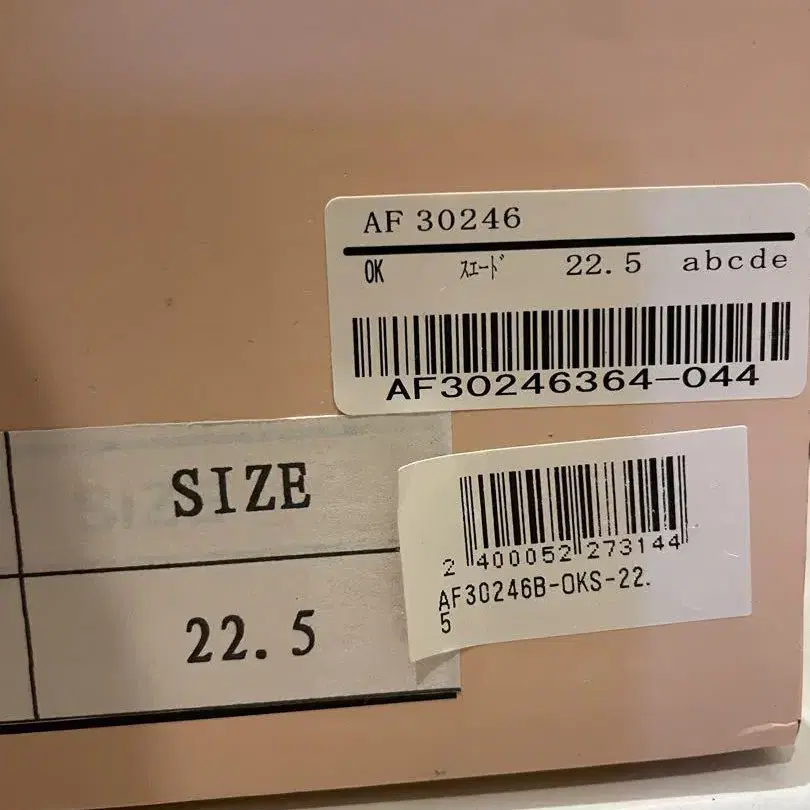 AF 30246
OK ｽｴｰﾄﾞ 22.5 abcde
AF30246364-044
SIZE
22.5
2 400052 273144
AF30246B-OKS-22.
5